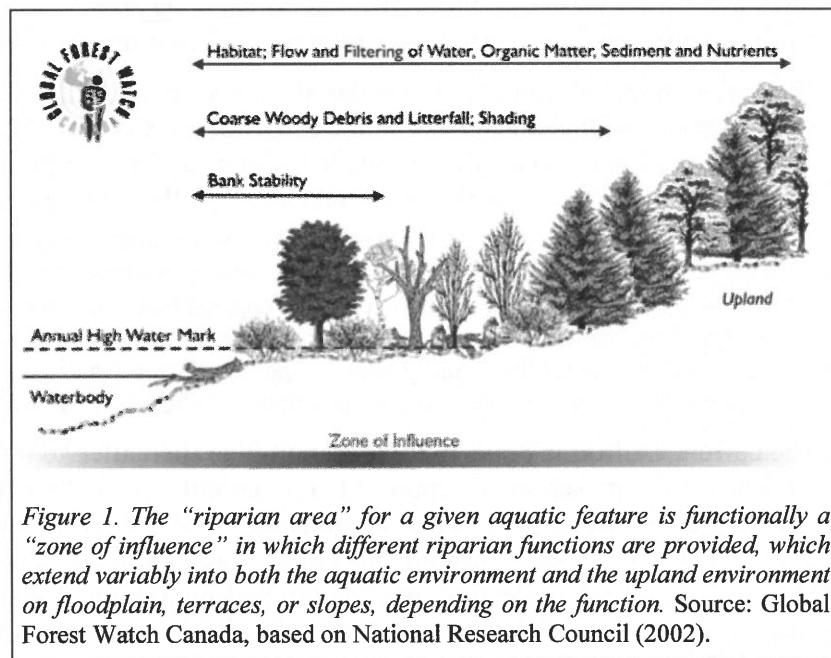 GLOBAL FOREST WATCH
CANADA
Habitat; Flow and Filtering of Water, Organic Matter, Sediment and Nutrients
Coarse Woody Debris and Litterfall; Shading
Bank Stability
Upland
Annual High Water Mark
Waterbody
Zone of Influence
Figure 1. The “riparian area” for a given aquatic feature is functionally a
“zone of influence” in which different riparian functions are provided, which
extend variably into both the aquatic environment and the upland environment
on floodplain, terraces, or slopes, depending on the function. Source: Global
Forest Watch Canada, based on National Research Council (2002).